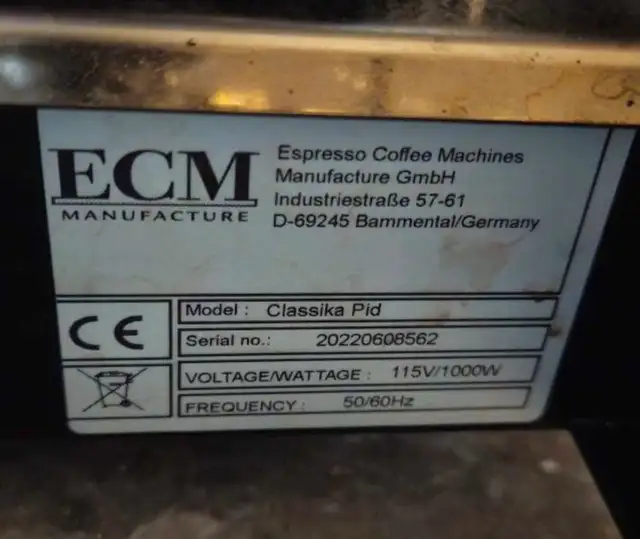 ECM
MANUFACTURE
Espresso Coffee Machines
Manufacture GmbH
Industriestraße 57-61
D-69245 Bammental/Germany
CE
Model : Classika Pid
Serial no.: 20220608562
VOLTAGE/WATTAGE : 115V/1000W
FREQUENCY : 50/60Hz